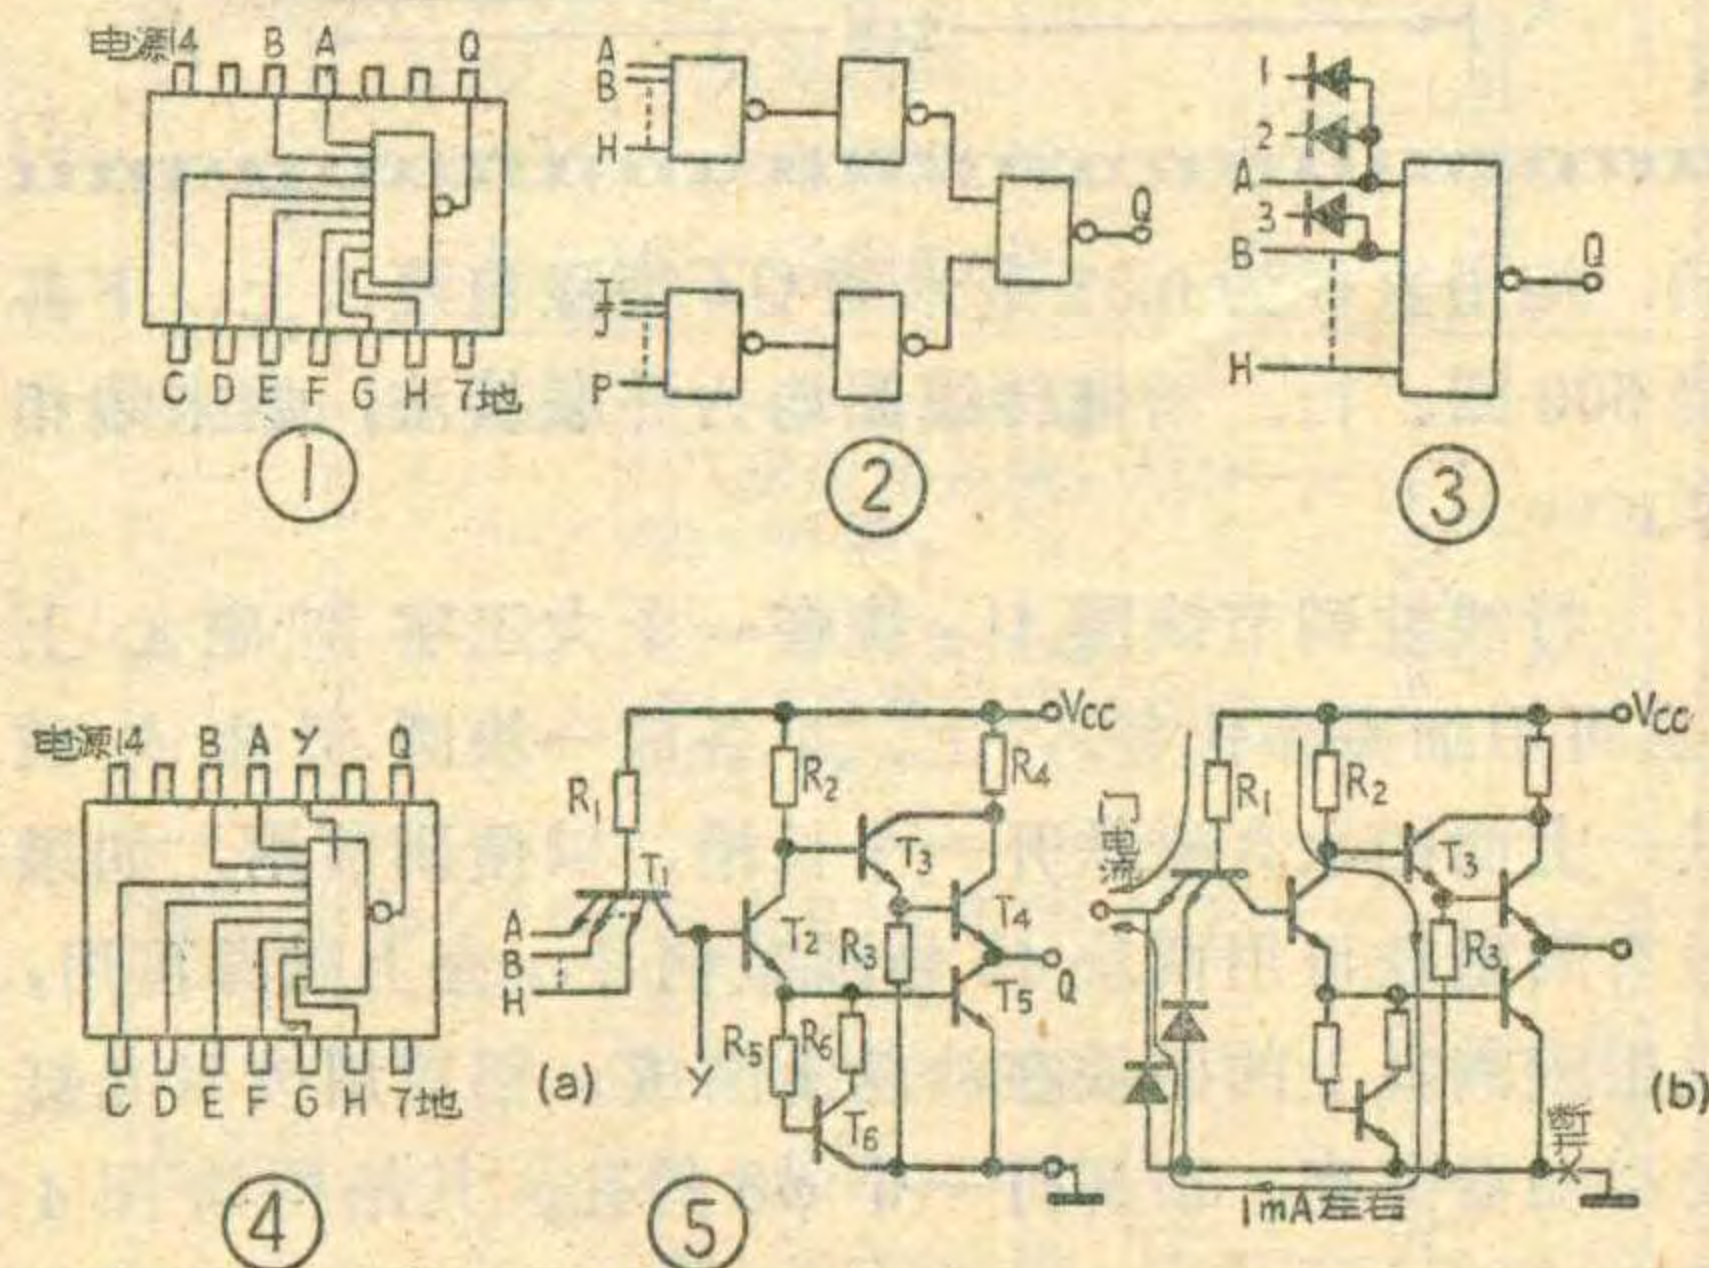 电源14 B A Q
C D E F G H 7地
①
A
B
H
I
J
P
Q
②
1
2
A
3
B
H
Q
③
电源14 B A Y Q
C D E F G H 7地
④
VCC
R1 R2 R4
T1 T3
A
B
H
T2 R3 T4
Q
T5
R5 R6
Y
T6
(a)
⑤
VCC
门电流
R1 R2
T3
R3
断开
1mA左右
(b)